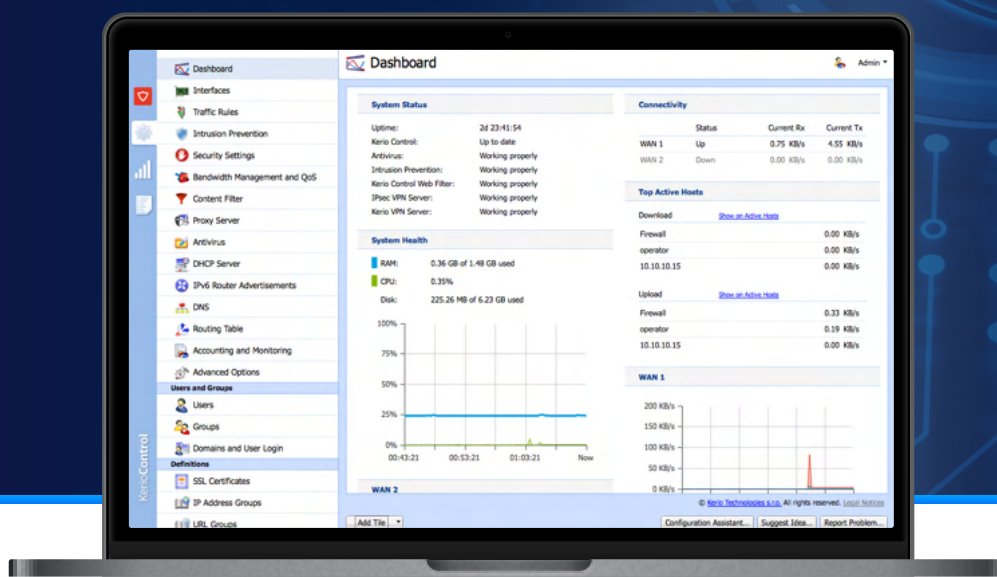 Dashboard
Interfaces
Traffic Rules
Intrusion Prevention
Security Settings
Bandwidth Management and QoS
Content Filter
Proxy Server
Antivirus
DHCP Server
IPv6 Router Advertisements
DNS
Routing Table
Accounting and Monitoring
Advanced Options
Users and Groups
Users
Groups
Domains and User Login
Definitions
SSL Certificates
IP Address Groups
URL Groups
KerioControl
Dashboard
Admin
System Status
Uptime: 2d 23:41:54
Kerio Control: Up to date
Antivirus: Working properly
Intrusion Prevention: Working properly
Kerio Control Web Filter: Working properly
IPsec VPN Server: Working properly
Kerio VPN Server: Working properly
System Health
RAM: 0.36 GB of 1.48 GB used
CPU: 0.35%
Disk: 225.26 MB of 6.23 GB used
100%
75%
50%
25%
0%
00:43:21 00:53:21 01:03:21 Now
WAN 2
Connectivity
Status Current Rx Current Tx
WAN 1 Up 0.75 KB/s 4.55 KB/s
WAN 2 Down 0.00 KB/s 0.00 KB/s
Top Active Hosts
Download Show on Active Hosts
Firewall 0.00 KB/s
operator 0.00 KB/s
10.10.10.15 0.00 KB/s
Upload Show on Active Hosts
Firewall 0.33 KB/s
operator 0.19 KB/s
10.10.10.15 0.00 KB/s
WAN 1
200 KB/s
150 KB/s
100 KB/s
50 KB/s
0 KB/s
© Kerio Technologies s.r.o. All rights reserved. Legal Notices
Add Tile
Configuration Assistant... Suggest Idea... Report Problem...